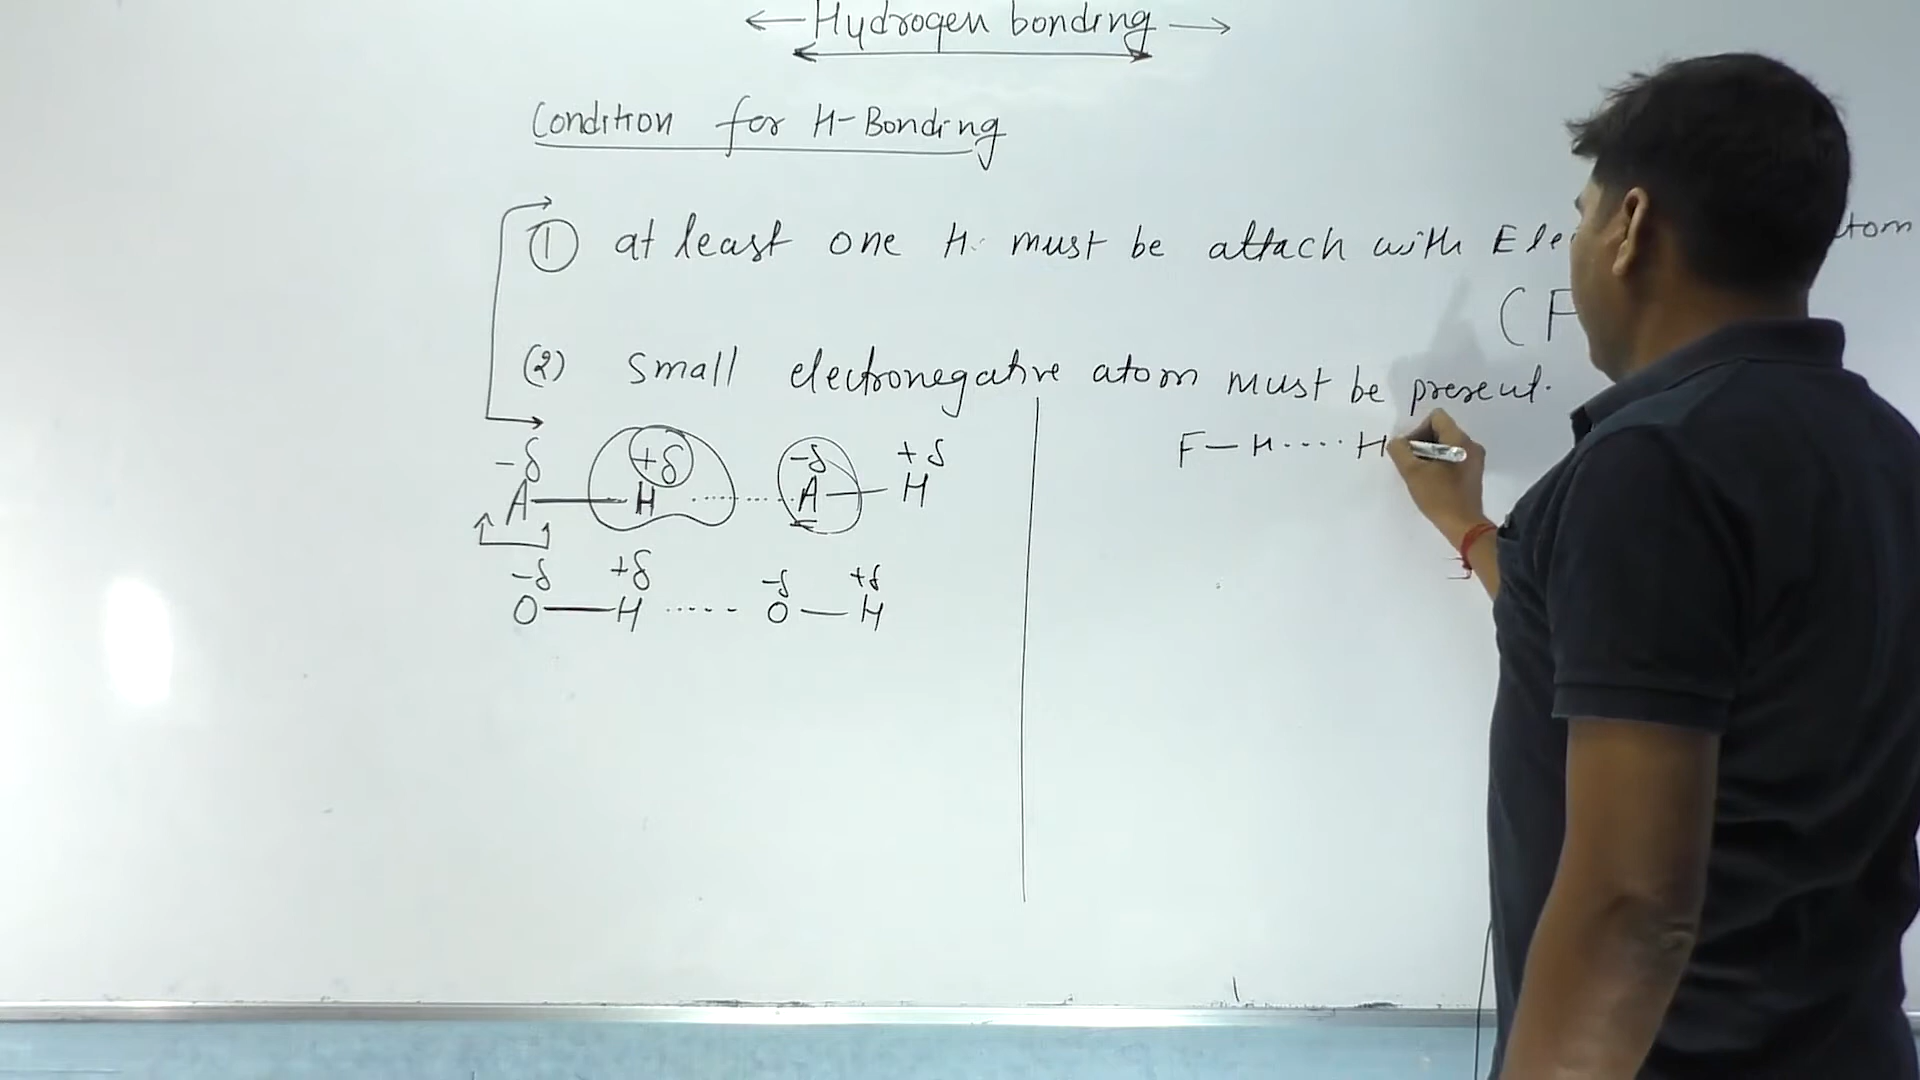 ← Hydrogen bonding →
Condition for H-Bonding
① at least one H must be attach with tom
(F
(2) Small electronegative atom must be present.
F—H....H
-δ +δ -δ +δ
A—H........A—H
-δ +δ -δ +δ
O—H.....O—H